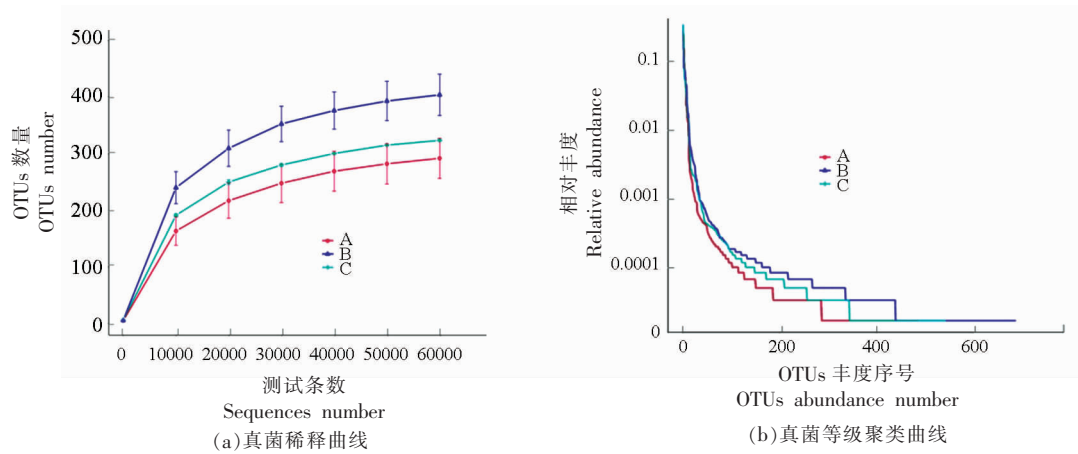 500
400
300
200
100
0
OTUs 数量
OTUs number
A
B
C
0 10000 20000 30000 40000 50000 60000
测试条数
Sequences number
(a)真菌稀释曲线
0.1
0.01
0.001
0.0001
0
相对丰度
Relative abundance
A
B
C
0 200 400 600
OTUs 丰度序号
OTUs abundance number
(b)真菌等级聚类曲线